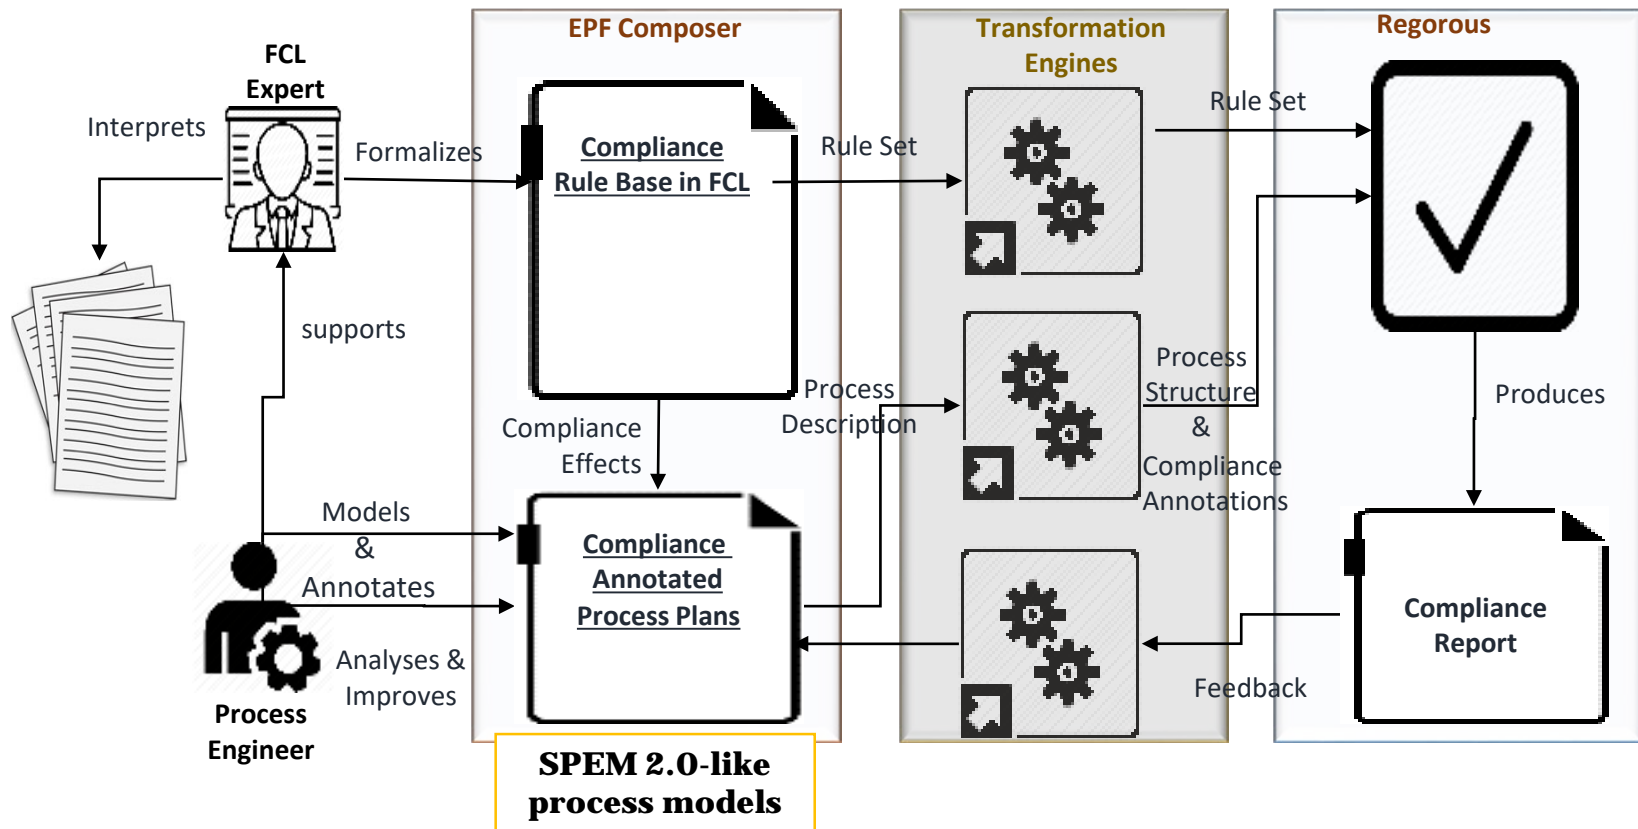 EPF Composer
Transformation
Engines
Regorous
FCL
Expert
Interprets
Formalizes
Compliance
Rule Base in FCL
Rule Set
Rule Set
supports
Process
Description
Process
Structure
&
Compliance
Annotations
Produces
Compliance
Effects
Models
&
Annotates
Compliance
Annotated
Process Plans
Analyses &
Improves
Compliance
Report
Feedback
Process
Engineer
SPEM 2.0-like
process models